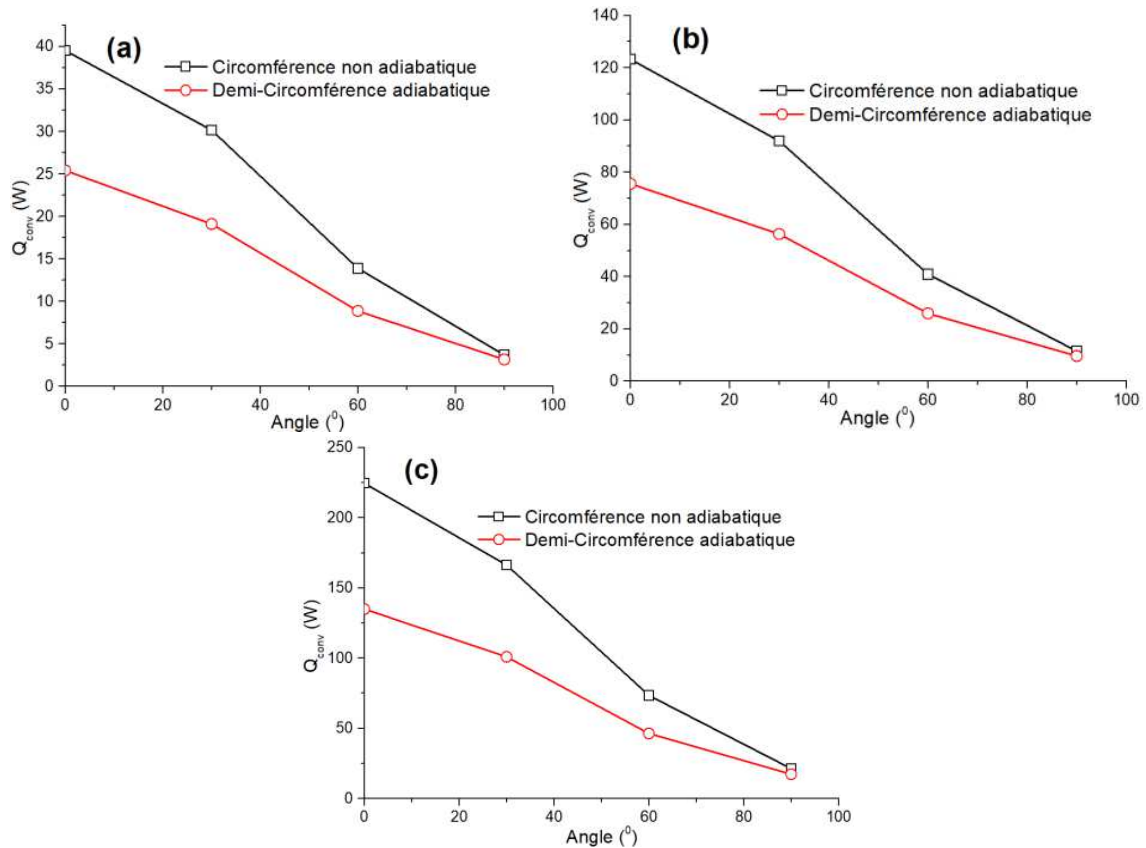 (a)
Circomférence non adiabatique
Demi-Circomférence adiabatique
40
35
30
25
20
15
10
5
0
Q_conv (W)
0 20 40 60 80 100
Angle (⁰)
(b)
Circomférence non adiabatique
Demi-Circomférence adiabatique
140
120
100
80
60
40
20
0
Q_conv (W)
0 20 40 60 80 100
Angle (⁰)
(c)
Circomférence non adiabatique
Demi-Circomférence adiabatique
250
200
150
100
50
0
Q_conv (W)
0 20 40 60 80 100
Angle (⁰)